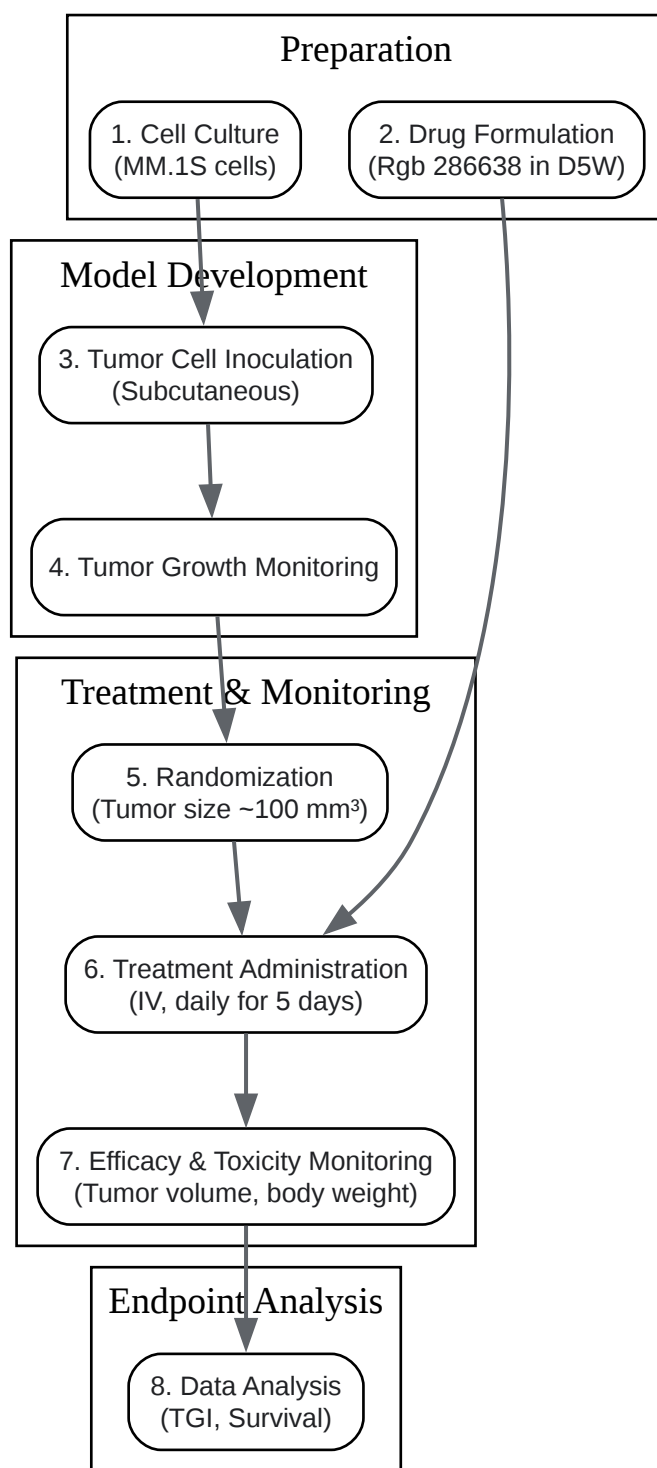 Preparation
1. Cell Culture
(MM.1S cells)
2. Drug Formulation
(Rgb 286638 in D5W)
Model Development
3. Tumor Cell Inoculation
(Subcutaneous)
4. Tumor Growth Monitoring
Treatment & Monitoring
5. Randomization
(Tumor size ~100 mm³)
6. Treatment Administration
(IV, daily for 5 days)
7. Efficacy & Toxicity Monitoring
(Tumor volume, body weight)
Endpoint Analysis
8. Data Analysis
(TGI, Survival)